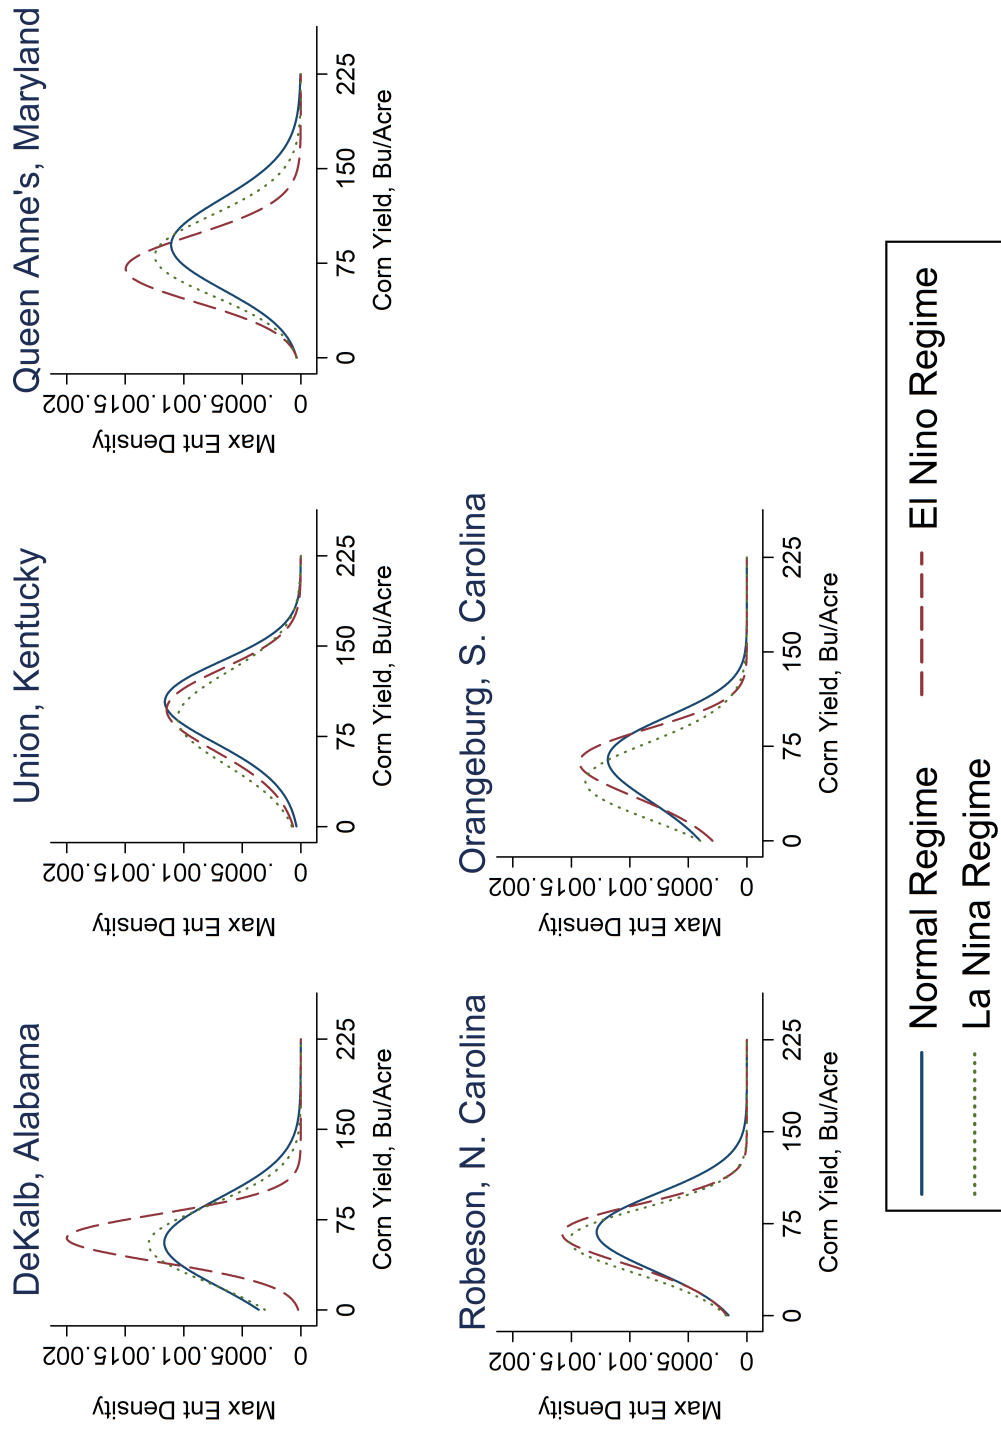 DeKalb, Alabama
Max Ent Density
0 .0005 .001 .0015 .002
0 75 150 225
Corn Yield, Bu/Acre
Union, Kentucky
Max Ent Density
0 .0005 .001 .0015 .002
0 75 150 225
Corn Yield, Bu/Acre
Queen Anne's, Maryland
Max Ent Density
0 .0005 .001 .0015 .002
0 75 150 225
Corn Yield, Bu/Acre
Robeson, N. Carolina
Max Ent Density
0 .0005 .001 .0015 .002
0 75 150 225
Corn Yield, Bu/Acre
Orangeburg, S. Carolina
Max Ent Density
0 .0005 .001 .0015 .002
0 75 150 225
Corn Yield, Bu/Acre
Normal Regime El Nino Regime
La Nina Regime